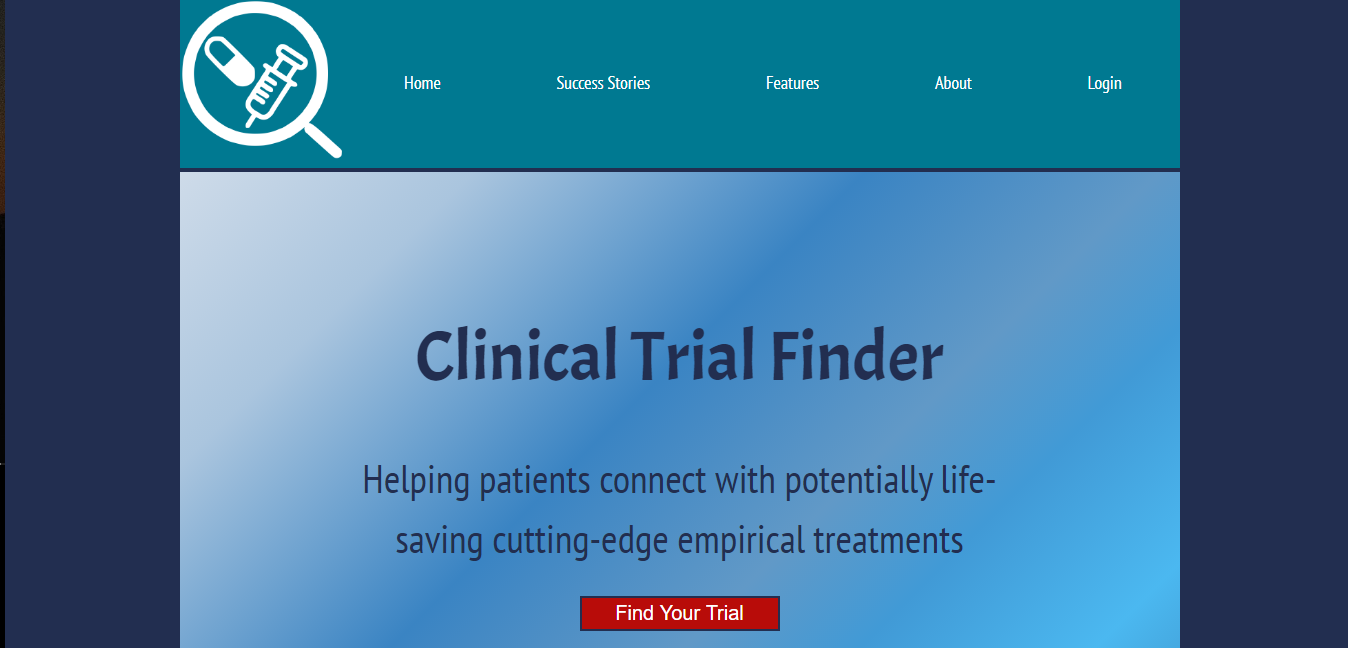 Home
Success Stories
Features
About
Login
Clinical Trial Finder
Helping patients connect with potentially life-
saving cutting-edge empirical treatments
Find Your Trial